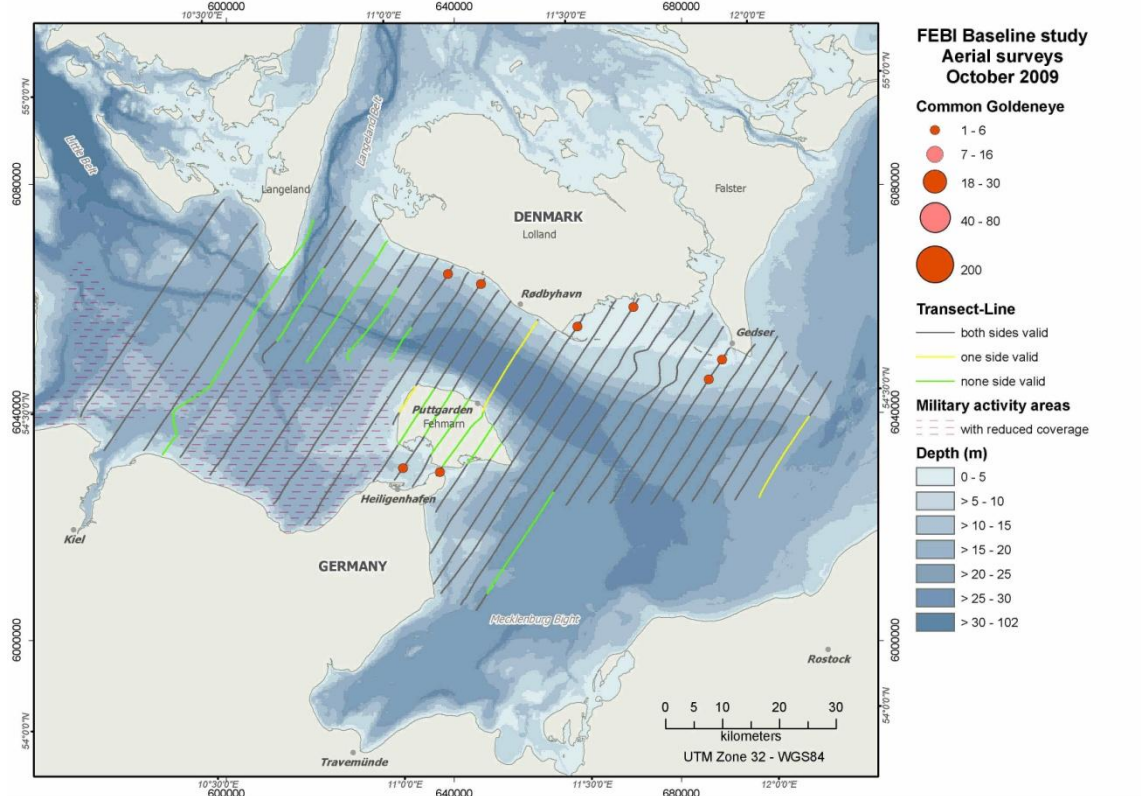 600000
640000
680000
10°30'0"E
11°0'0"E
11°30'0"E
12°0'0"E
55°0'0"N
55°0'0"N
Little Belt
Langeland Belt
Langeland
6080000
6080000
Falster
DENMARK
Lolland
Rødbyhavn
Gedser
54°30'0"N
6040000
54°30'0"N
6040000
Puttgarden
Fehmarn
Heiligenhafen
Kiel
GERMANY
Mecklenburg Bight
6000000
6000000
Rostock
54°0'0"N
54°0'0"N
0 5 10 20 30
kilometers
UTM Zone 32 - WGS84
Travemünde
10°30'0"E
11°0'0"E
11°30'0"E
12°0'0"E
600000
640000
680000
FEBI Baseline study
Aerial surveys
October 2009
Common Goldeneye
1 - 6
7 - 16
18 - 30
40 - 80
200
Transect-Line
both sides valid
one side valid
none side valid
Military activity areas
with reduced coverage
Depth (m)
0 - 5
> 5 - 10
> 10 - 15
> 15 - 20
> 20 - 25
> 25 - 30
> 30 - 102